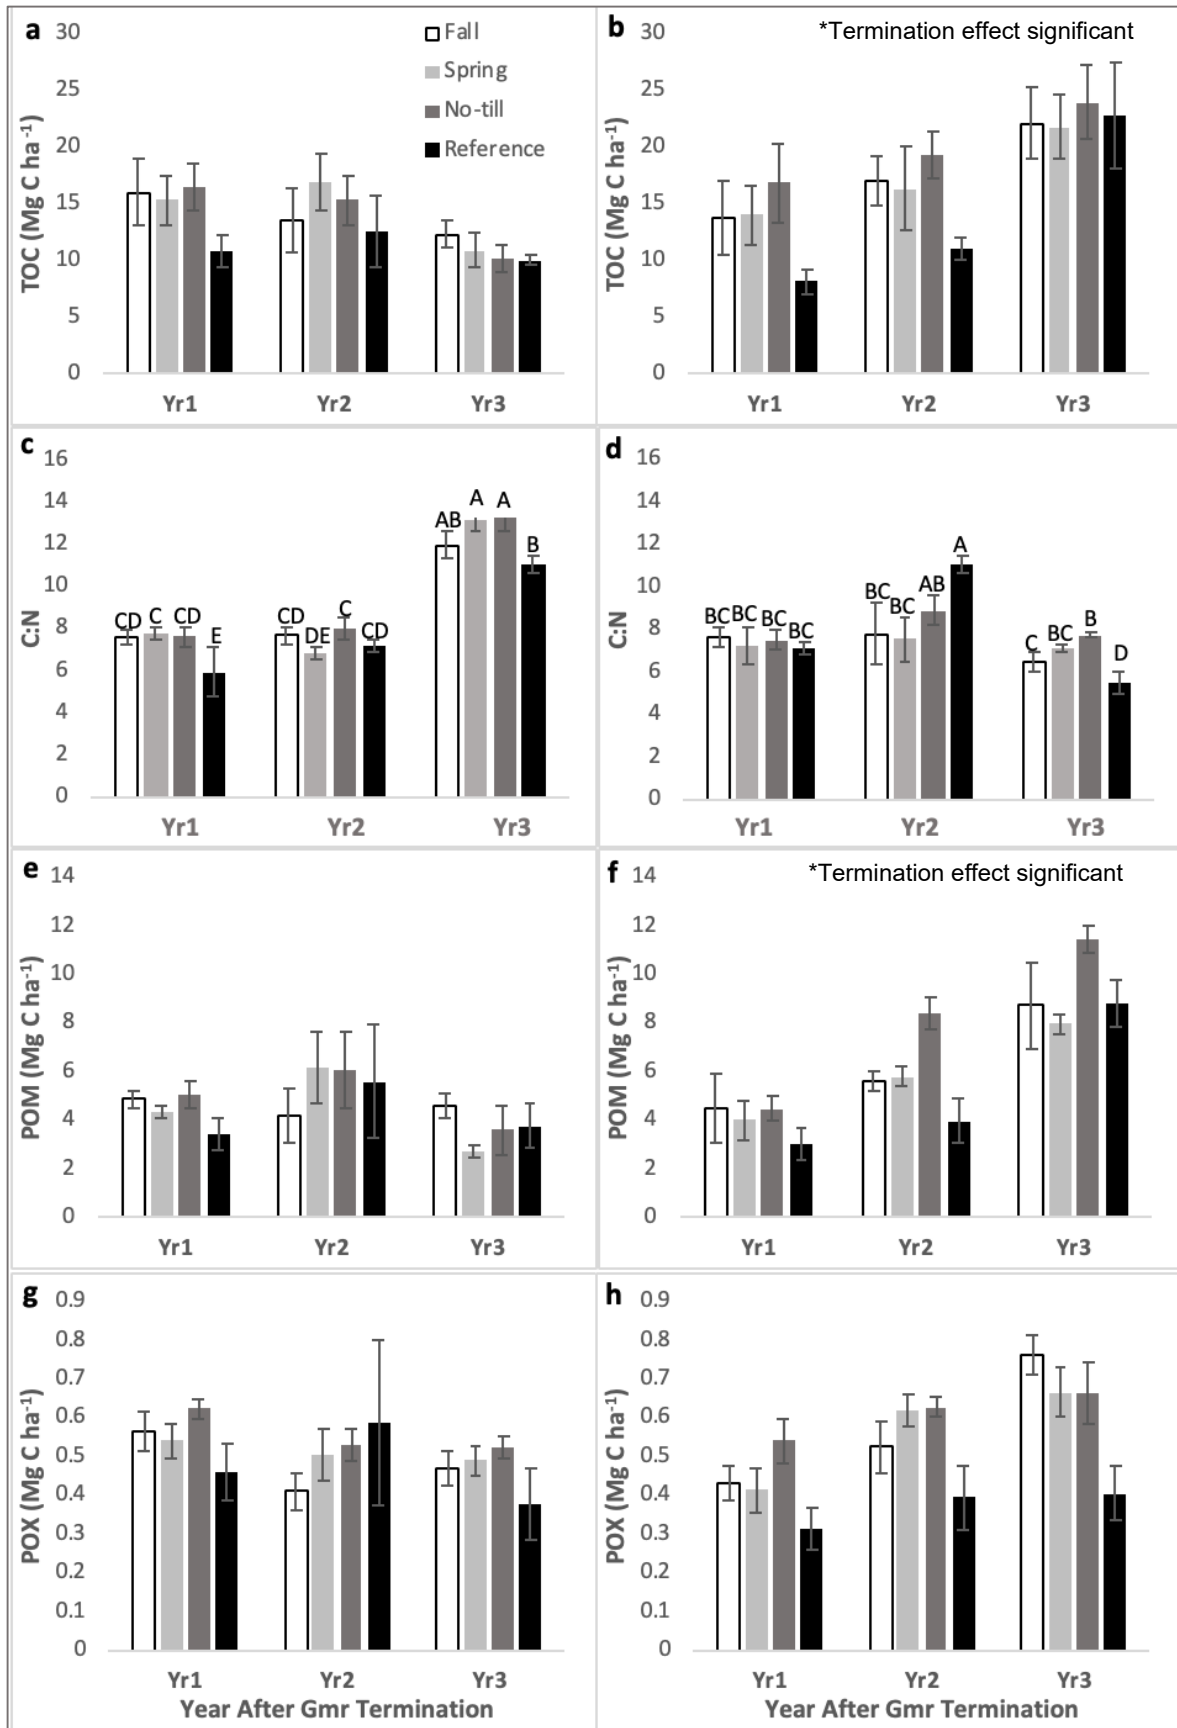 a
30
25
20
15
10
5
0
TOC (Mg C ha⁻¹)
Fall
Spring
No-till
Reference
Yr1 Yr2 Yr3
b
*Termination effect significant
30
25
20
15
10
5
0
TOC (Mg C ha⁻¹)
Yr1 Yr2 Yr3
c
16
14
12
10
8
6
4
2
0
C:N
CD C CD E
CD DE C CD
AB A A B
Yr1 Yr2 Yr3
d
16
14
12
10
8
6
4
2
0
C:N
BC BC BC BC
BC BC AB A
C BC B D
Yr1 Yr2 Yr3
e
14
12
10
8
6
4
2
0
POM (Mg C ha⁻¹)
Yr1 Yr2 Yr3
f
*Termination effect significant
14
12
10
8
6
4
2
0
POM (Mg C ha⁻¹)
Yr1 Yr2 Yr3
g
0.9
0.8
0.7
0.6
0.5
0.4
0.3
0.2
0.1
0
POX (Mg C ha⁻¹)
Yr1 Yr2 Yr3
Year After Gmr Termination
h
0.9
0.8
0.7
0.6
0.5
0.4
0.3
0.2
0.1
0
POX (Mg C ha⁻¹)
Yr1 Yr2 Yr3
Year After Gmr Termination